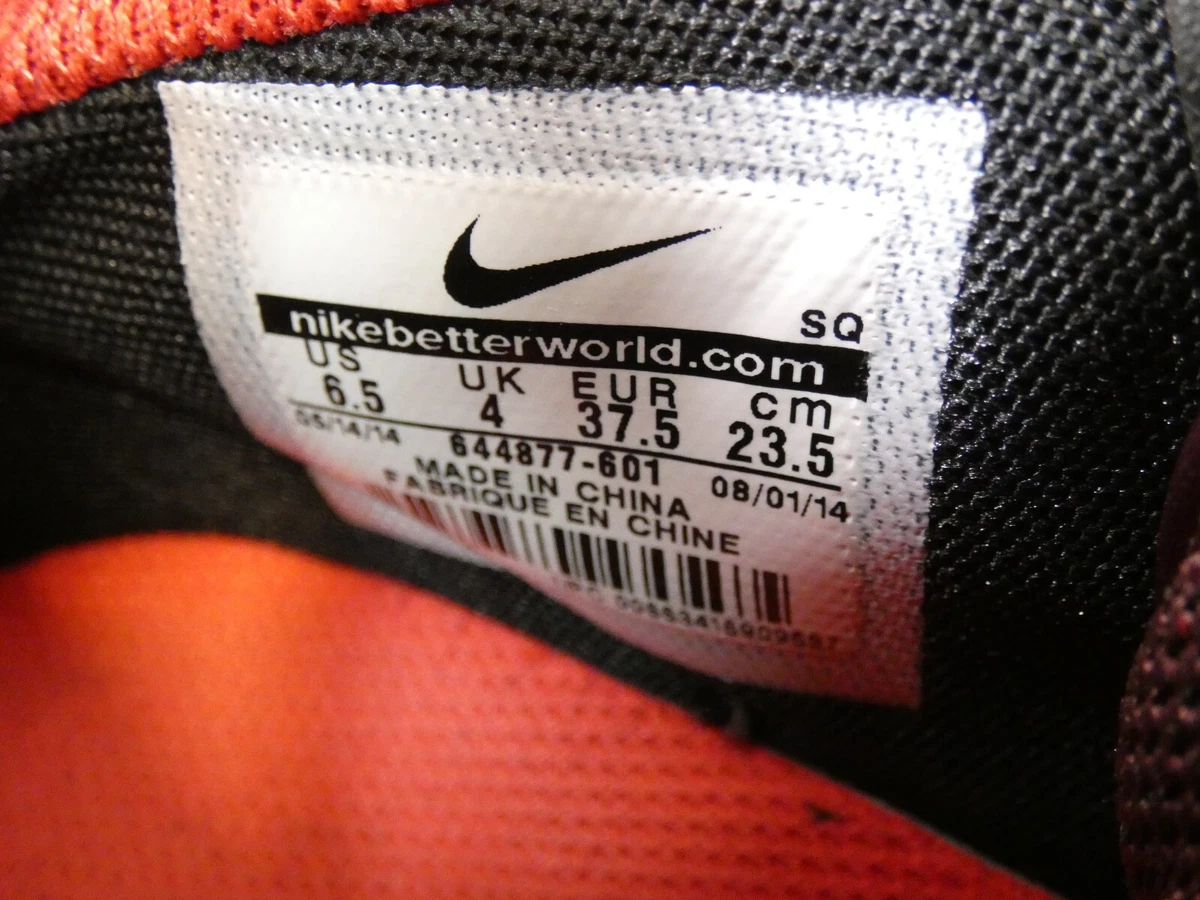 SQ
nikebetterworld.com
US UK EUR cm
6.5 4 37.5 23.5
05/14/14 644877-601 08/01/14
MADE IN CHINA
FABRIQUE EN CHINE